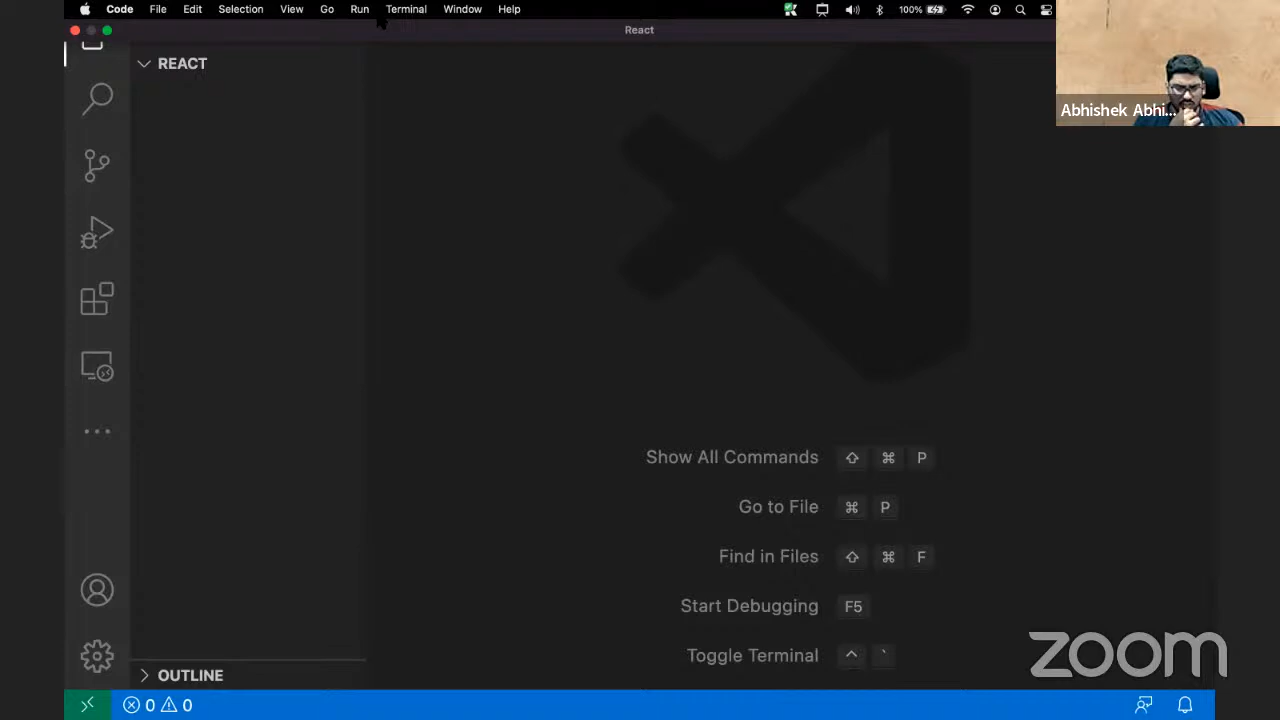 Code File Edit Selection View Go Run Terminal Window Help 100%
React
REACT
Abhishek Abhi...
Show All Commands ⇧ ⌘ P
Go to File ⌘ P
Find in Files ⇧ ⌘ F
Start Debugging F5
Toggle Terminal ^ `
zoom
OUTLINE
0 0